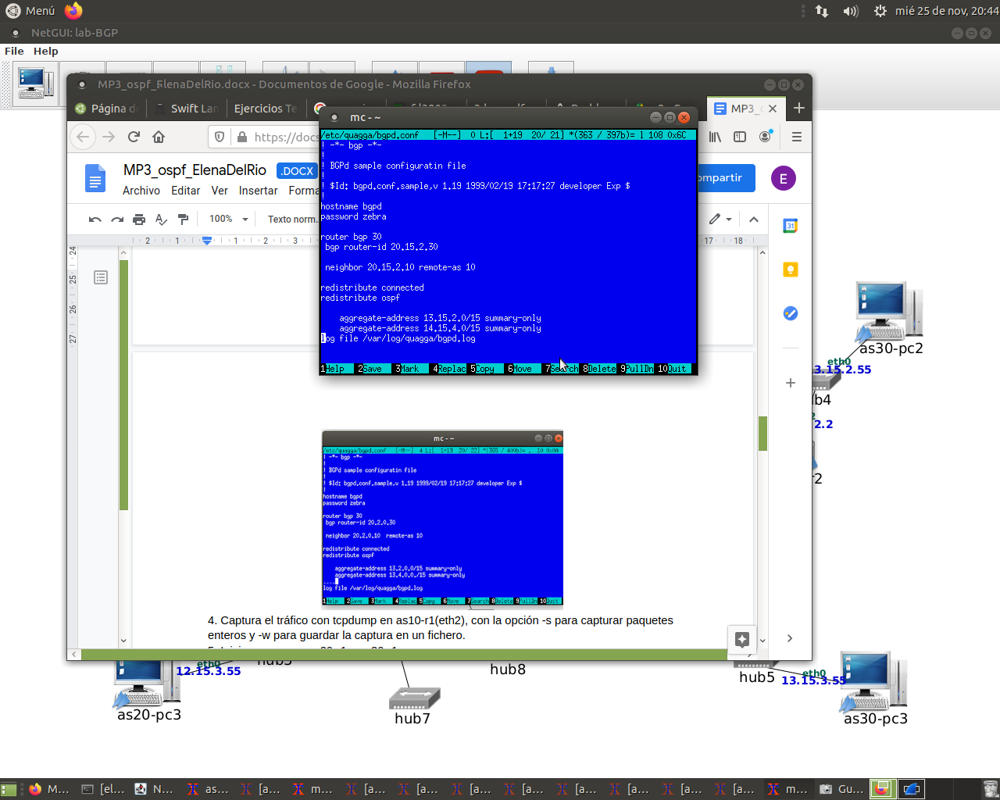 Menú
mié 25 de nov, 20:44
NetGUI: lab-BGP
File Help
MP3_ospf_ElenaDelRio.docx - Documentos de Google - Mozilla Firefox
Página d
Swift Lan
Ejercicios Te
MP3_
https://docs
MP3_ospf_ElenaDelRio
.DOCX
ompartir
E
Archivo Editar Ver Insertar Forma
100%
Texto norm...
2 1 1 2 3
17 18
24
25
26
27
31
mc - ~
/etc/quagga/bgpd.conf [-M--] 0 L:[ 1+19 20/ 21] *(363 / 397b)= l 108 0x6C
! -*- bgp -*-
!
! BGPd sample configuratin file
!
! $Id: bgpd.conf.sample,v 1.19 1999/02/19 17:17:27 developer Exp $
!
hostname bgpd
password zebra
router bgp 30
bgp router-id 20.15.2.30
neighbor 20.15.2.10 remote-as 10
redistribute connected
redistribute ospf
aggregate-address 13.15.2.0/15 summary-only
aggregate-address 14.15.4.0/15 summary-only
log file /var/log/quagga/bgpd.log
1Help 2Save 3Mark 4Replac 5Copy 6Move 7Search 8Delete 9PullDn 10Quit
mc - ~
/etc/quagga/bgpd.conf [-M--] 4 L:[ 1+19 20/ 22] *(365 / 400b)= . 10 0x0A
! -*- bgp -*-
!
! BGPd sample configuratin file
!
! $Id: bgpd.conf.sample,v 1.19 1999/02/19 17:17:27 developer Exp $
!
hostname bgpd
password zebra
router bgp 30
bgp router-id 20.2.0.30
neighbor 20.2.0.10 remote-as 10
redistribute connected
redistribute ospf
aggregate-address 13.2.0.0/15 summary-only
aggregate-address 13.4.0.0./15 summary-only
log file /var/log/quagga/bgpd.log
1Help 2Save 3Mark 4Replac 5Copy 6Move 7Search 8Delete 9PullDn 10Quit
4. Captura el tráfico con tcpdump en as10-r1(eth2), con la opción -s para capturar paquetes
enteros y -w para guardar la captura en un fichero.
as30-pc2
eth0
3.15.2.55
b4
2.2
r2
eth0
12.15.3.55
as20-pc3
hub8
hub7
hub5
eth0
13.15.3.55
as30-pc3
M...
[el...
N...
as...
[a...
m...
[a...
[a...
[a...
[a...
[a...
[a...
[a...
[a...
m...
Gu...